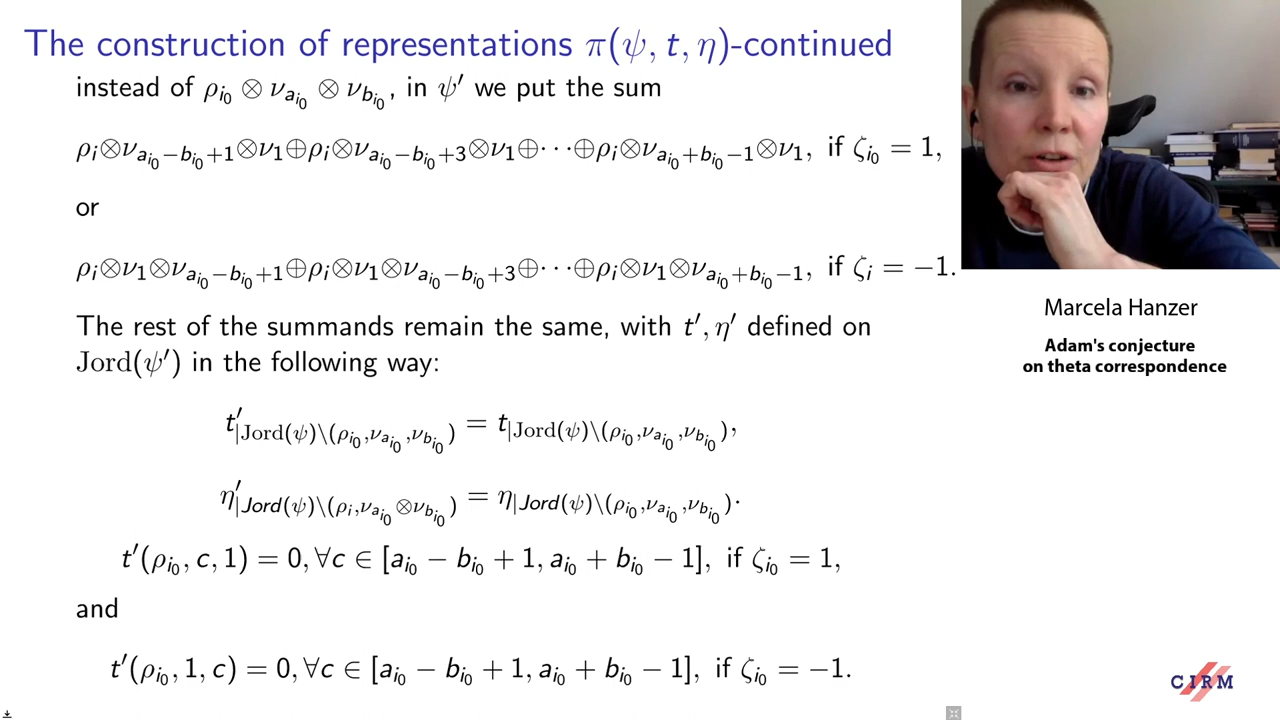 The construction of representations π(ψ, t, η)-continued
instead of ρ_{i_0} ⊗ ν_{a_{i_0}} ⊗ ν_{b_{i_0}}, in ψ′ we put the sum
ρ_i⊗ν_{a_{i_0}−b_{i_0}+1}⊗ν_1⊕ρ_i⊗ν_{a_{i_0}−b_{i_0}+3}⊗ν_1⊕···⊕ρ_i⊗ν_{a_{i_0}+b_{i_0}−1}⊗ν_1, if ζ_{i_0} = 1,
or
ρ_i⊗ν_1⊗ν_{a_{i_0}−b_{i_0}+1}⊕ρ_i⊗ν_1⊗ν_{a_{i_0}−b_{i_0}+3}⊕···⊕ρ_i⊗ν_1⊗ν_{a_{i_0}+b_{i_0}−1}, if ζ_i = −1.
The rest of the summands remain the same, with t′, η′ defined on
Jord(ψ′) in the following way:
t′_{|Jord(ψ)\(ρ_{i_0},ν_{a_{i_0}},ν_{b_{i_0}})} = t_{|Jord(ψ)\(ρ_{i_0},ν_{a_{i_0}},ν_{b_{i_0}})},
η′_{|Jord(ψ)\(ρ_i,ν_{a_{i_0}}⊗ν_{b_{i_0}})} = η_{|Jord(ψ)\(ρ_{i_0},ν_{a_{i_0}},ν_{b_{i_0}})}.
t′(ρ_{i_0}, c, 1) = 0, ∀c ∈ [a_{i_0} − b_{i_0} + 1, a_{i_0} + b_{i_0} − 1], if ζ_{i_0} = 1,
and
t′(ρ_{i_0}, 1, c) = 0, ∀c ∈ [a_{i_0} − b_{i_0} + 1, a_{i_0} + b_{i_0} − 1], if ζ_{i_0} = −1.
Marcela Hanzer
Adam's conjecture
on theta correspondence
CIRM